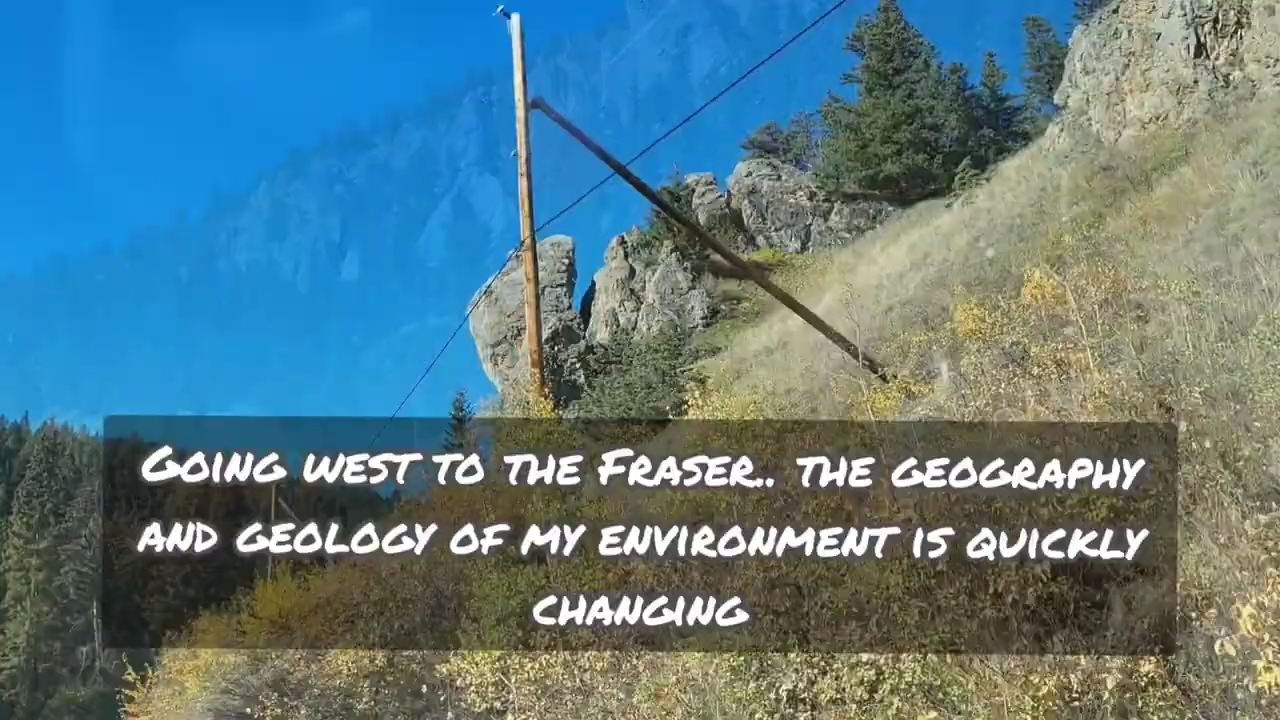 Going west to the Fraser.. the geography
and geology of my environment is quickly
changing